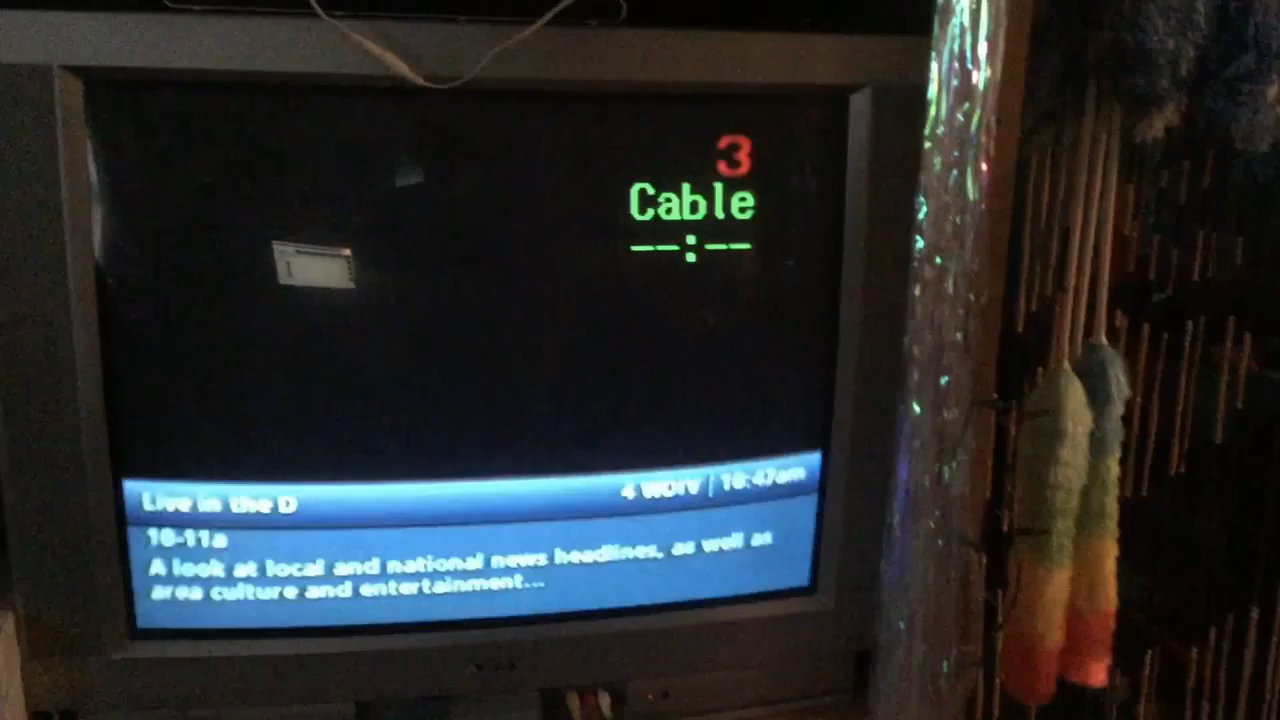 3
Cable
--:--
Live in the D
4 WDIV | 10:47am
10-11a
A look at local and national news headlines, as well as
area culture and entertainment...